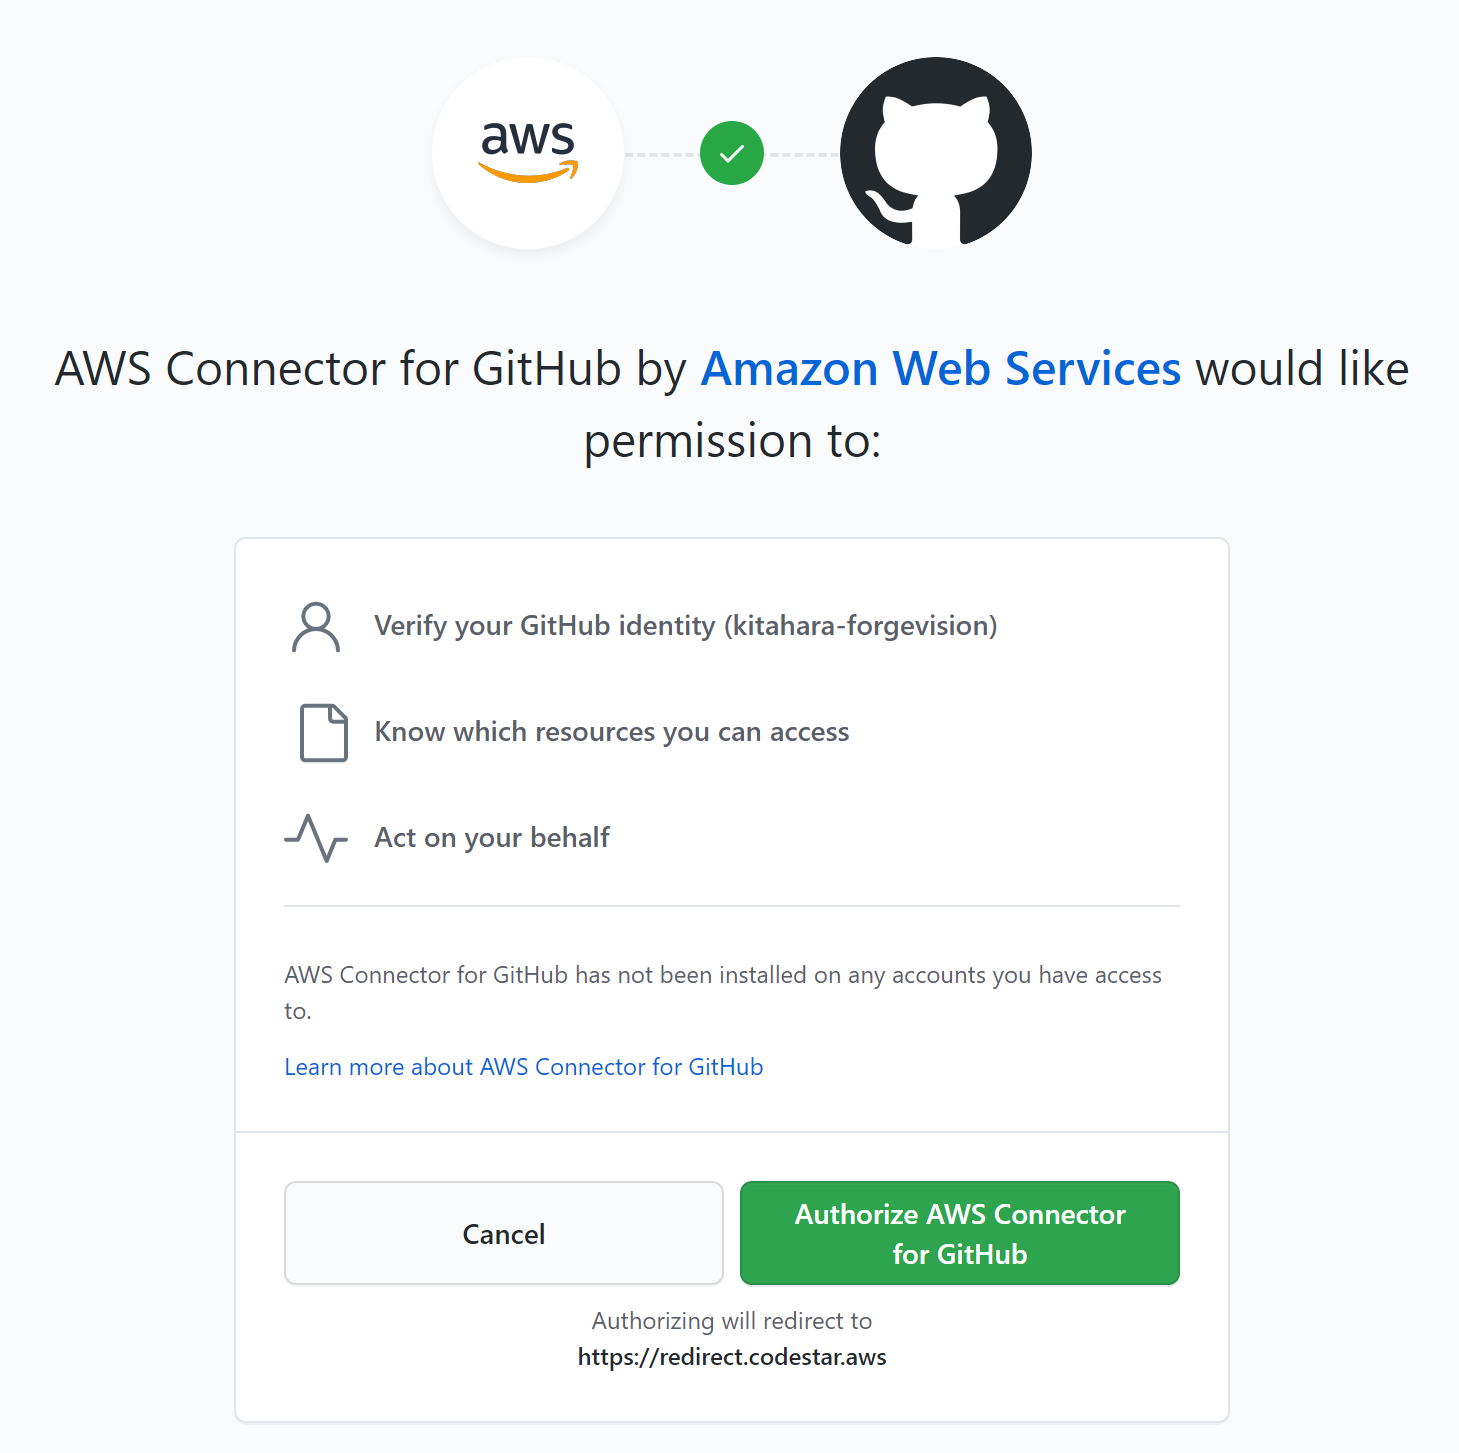 aws
AWS Connector for GitHub by Amazon Web Services would like
permission to:
Verify your GitHub identity (kitahara-forgevision)
Know which resources you can access
Act on your behalf
AWS Connector for GitHub has not been installed on any accounts you have access
to.
Learn more about AWS Connector for GitHub
Cancel
Authorize AWS Connector
for GitHub
Authorizing will redirect to
https://redirect.codestar.aws